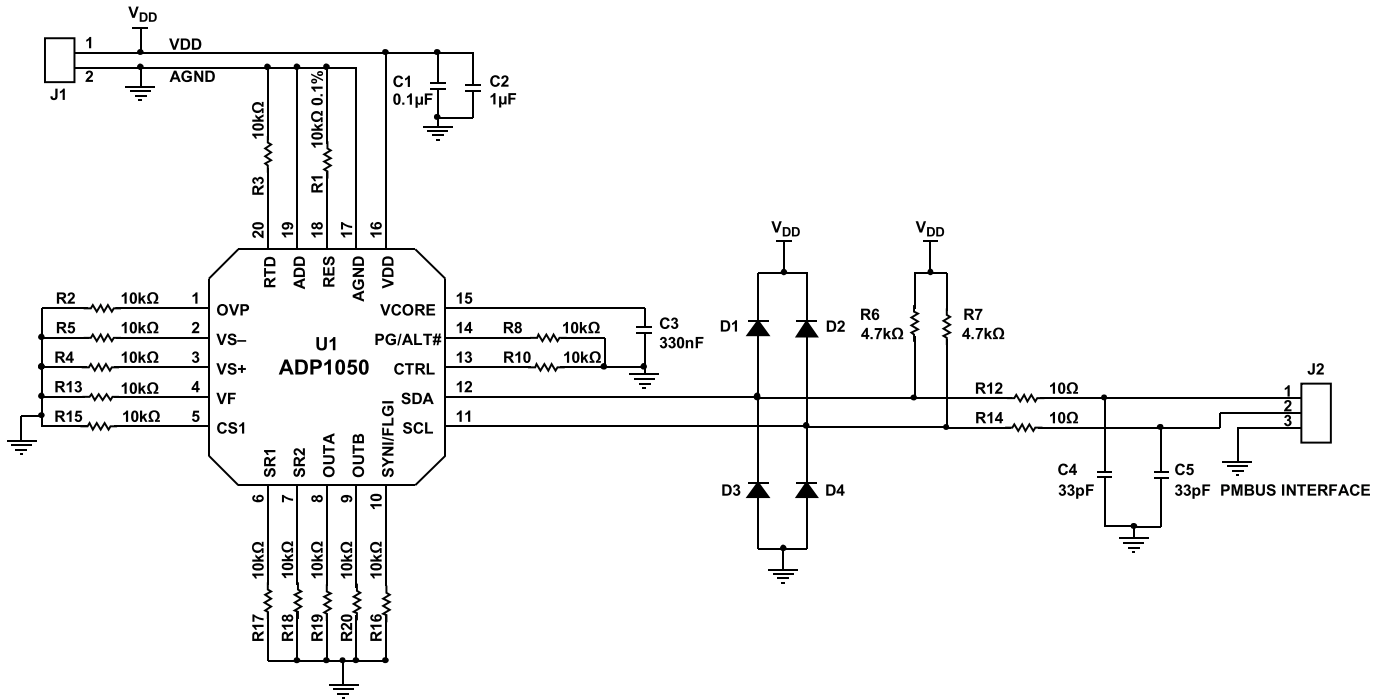 VDD
1 VDD
2 AGND
J1
C1
0.1µF
C2
1µF
10kΩ
R3
10kΩ 0.1%
R1
20
19
18
17
16
RTD
ADD
RES
AGND
VDD
R2 10kΩ 1 OVP
R5 10kΩ 2 VS–
R4 10kΩ 3 VS+
R13 10kΩ 4 VF
R15 10kΩ 5 CS1
U1
ADP1050
VCORE 15
PG/ALT# 14 R8 10kΩ
CTRL 13 R10 10kΩ
SDA 12
SCL 11
C3
330nF
SR1
SR2
OUTA
OUTB
SYNI/FLGI
6
7
8
9
10
10kΩ
10kΩ
10kΩ
10kΩ
10kΩ
R17
R18
R19
R20
R16
VDD
D1
D2
D3
D4
VDD
R6
4.7kΩ
R7
4.7kΩ
R12 10Ω
R14 10Ω
J2
1
2
3
C4
33pF
C5
33pF
PMBUS INTERFACE